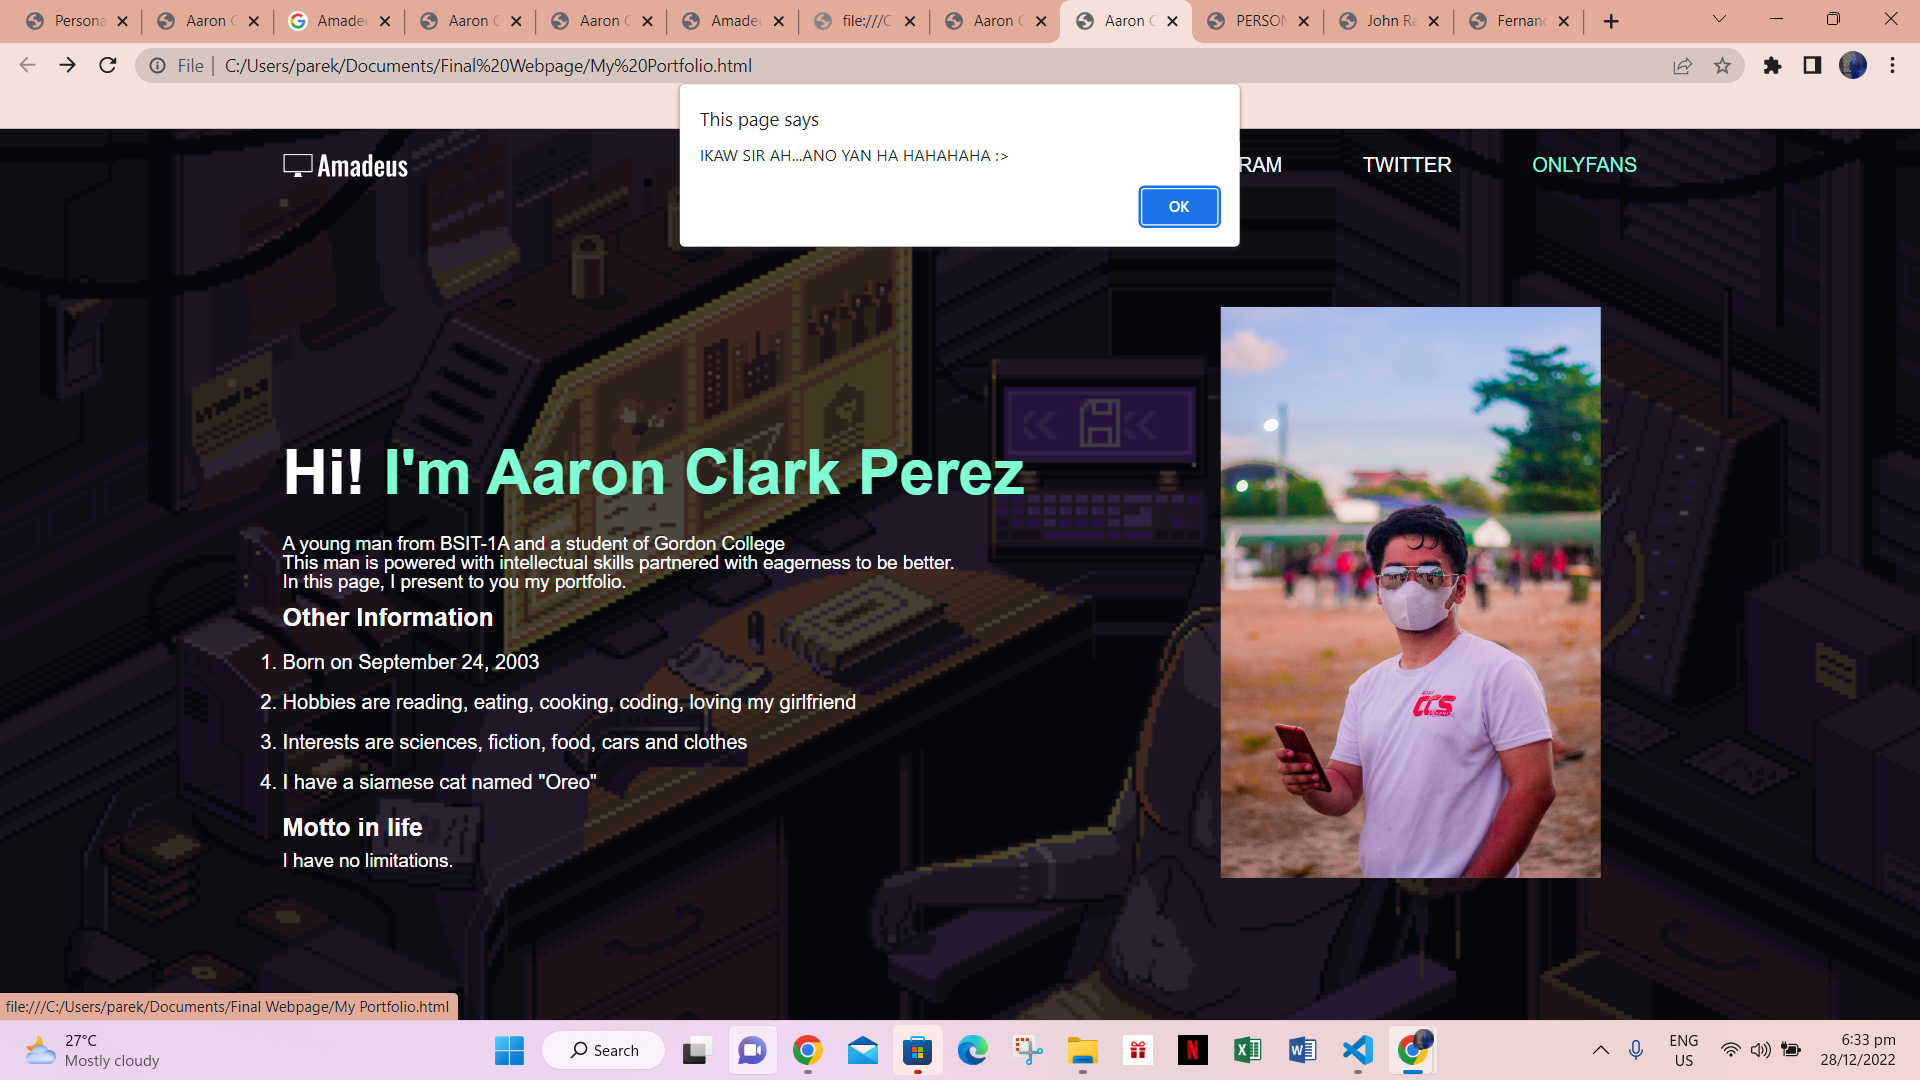 Persona
Aaron C
Amadeu
Aaron C
Aaron C
Amadeu
file:///C
Aaron C
Aaron C
PERSON
John Ra
Fernand
File
C:/Users/parek/Documents/Final%20Webpage/My%20Portfolio.html
This page says
IKAW SIR AH...ANO YAN HA HAHAHAHA :>
OK
Amadeus
RAM
TWITTER
ONLYFANS
Hi! I'm Aaron Clark Perez
A young man from BSIT-1A and a student of Gordon College
This man is powered with intellectual skills partnered with eagerness to be better.
In this page, I present to you my portfolio.
Other Information
1. Born on September 24, 2003
2. Hobbies are reading, eating, cooking, coding, loving my girlfriend
3. Interests are sciences, fiction, food, cars and clothes
4. I have a siamese cat named "Oreo"
Motto in life
I have no limitations.
CCS
file:///C:/Users/parek/Documents/Final Webpage/My Portfolio.html
27°C
Mostly cloudy
Search
ENG
US
6:33 pm
28/12/2022